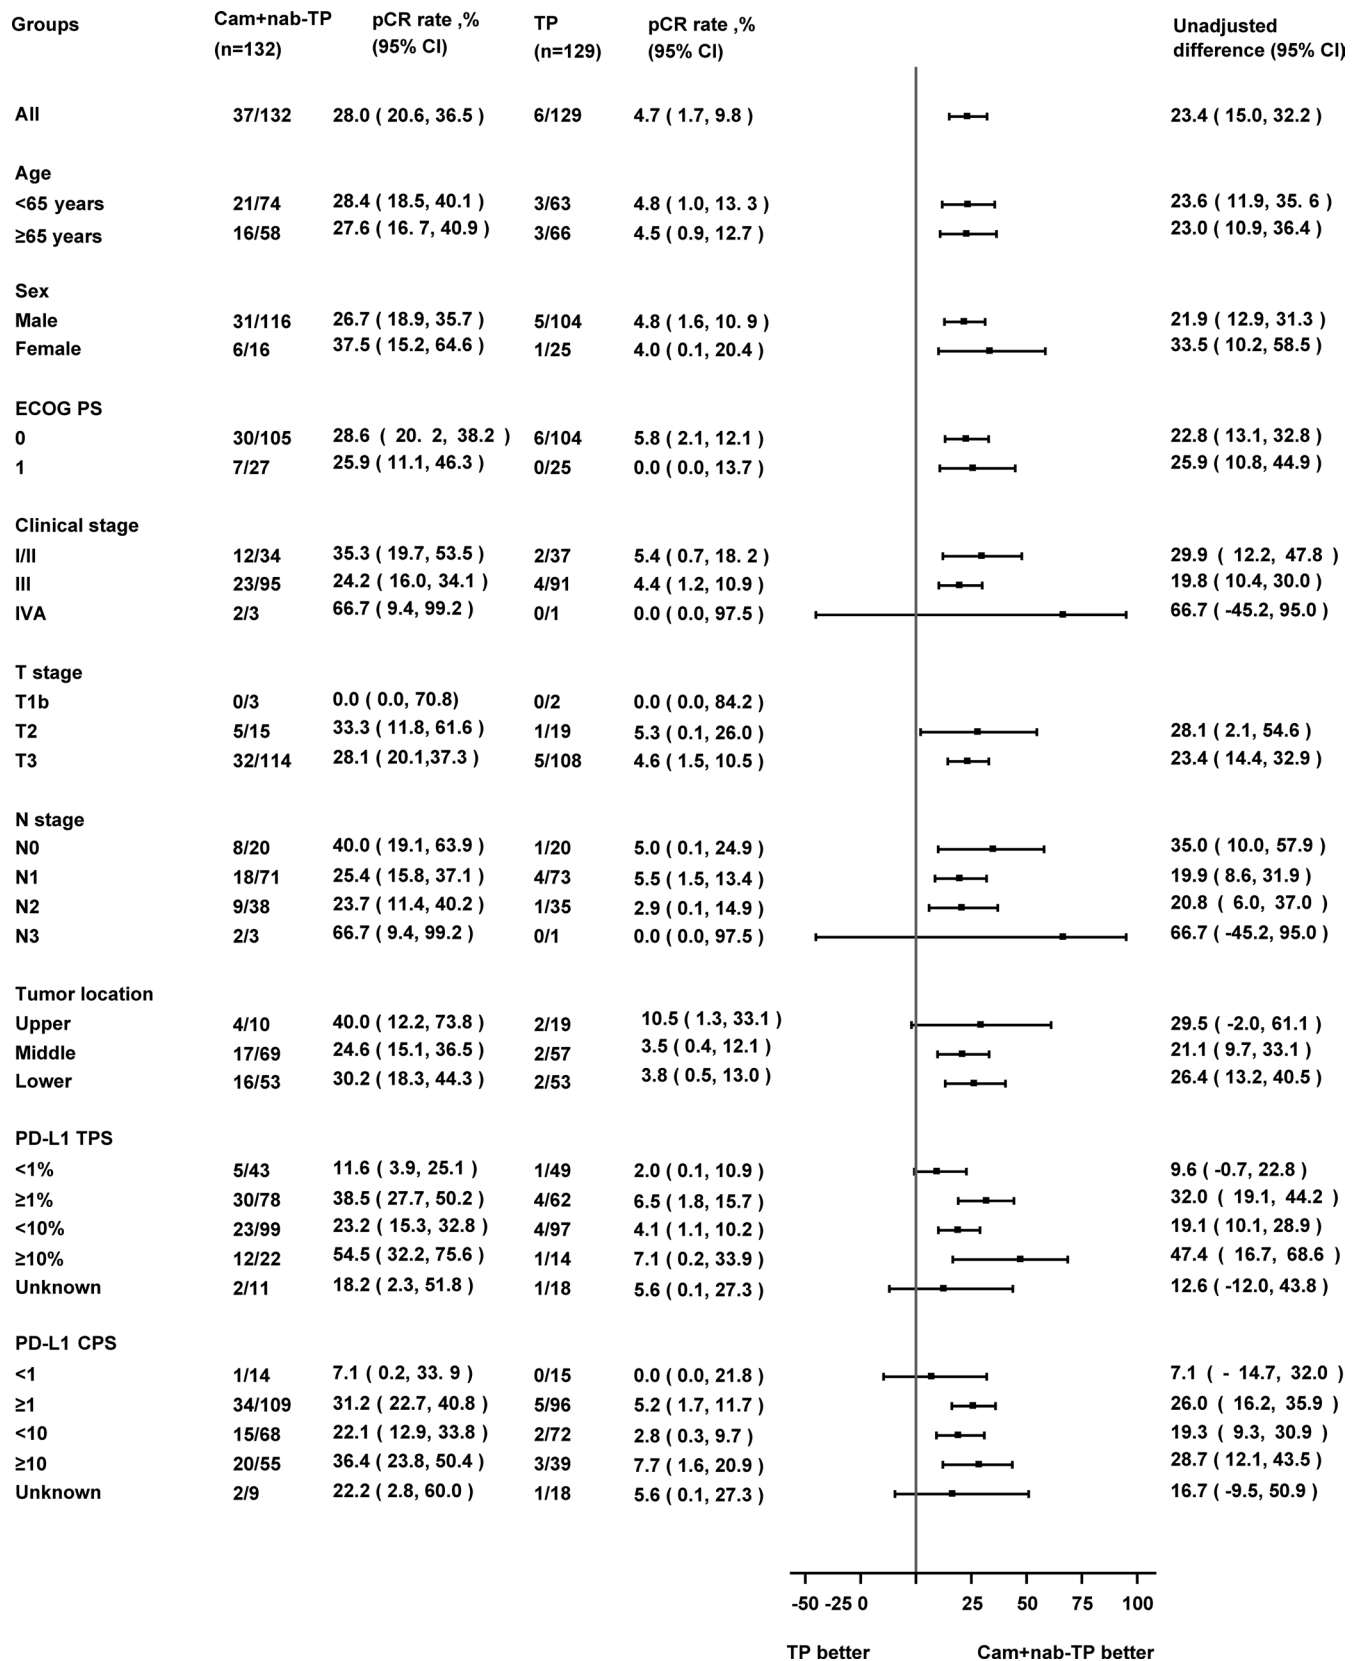 Groups Cam+nab-TP pCR rate ,% TP pCR rate ,% Unadjusted
(n=132) (95% CI) (n=129) (95% CI) difference (95% CI)
All 37/132 28.0 ( 20.6, 36.5 ) 6/129 4.7 ( 1.7, 9.8 ) 23.4 ( 15.0, 32.2 )
Age
<65 years 21/74 28.4 ( 18.5, 40.1 ) 3/63 4.8 ( 1.0, 13. 3 ) 23.6 ( 11.9, 35. 6 )
≥65 years 16/58 27.6 ( 16. 7, 40.9 ) 3/66 4.5 ( 0.9, 12.7 ) 23.0 ( 10.9, 36.4 )
Sex
Male 31/116 26.7 ( 18.9, 35.7 ) 5/104 4.8 ( 1.6, 10. 9 ) 21.9 ( 12.9, 31.3 )
Female 6/16 37.5 ( 15.2, 64.6 ) 1/25 4.0 ( 0.1, 20.4 ) 33.5 ( 10.2, 58.5 )
ECOG PS
0 30/105 28.6 ( 20. 2, 38.2 ) 6/104 5.8 ( 2.1, 12.1 ) 22.8 ( 13.1, 32.8 )
1 7/27 25.9 ( 11.1, 46.3 ) 0/25 0.0 ( 0.0, 13.7 ) 25.9 ( 10.8, 44.9 )
Clinical stage
I/II 12/34 35.3 ( 19.7, 53.5 ) 2/37 5.4 ( 0.7, 18. 2 ) 29.9 ( 12.2, 47.8 )
III 23/95 24.2 ( 16.0, 34.1 ) 4/91 4.4 ( 1.2, 10.9 ) 19.8 ( 10.4, 30.0 )
IVA 2/3 66.7 ( 9.4, 99.2 ) 0/1 0.0 ( 0.0, 97.5 ) 66.7 ( -45.2, 95.0 )
T stage
T1b 0/3 0.0 ( 0.0, 70.8) 0/2 0.0 ( 0.0, 84.2 )
T2 5/15 33.3 ( 11.8, 61.6 ) 1/19 5.3 ( 0.1, 26.0 ) 28.1 ( 2.1, 54.6 )
T3 32/114 28.1 ( 20.1,37.3 ) 5/108 4.6 ( 1.5, 10.5 ) 23.4 ( 14.4, 32.9 )
N stage
N0 8/20 40.0 ( 19.1, 63.9 ) 1/20 5.0 ( 0.1, 24.9 ) 35.0 ( 10.0, 57.9 )
N1 18/71 25.4 ( 15.8, 37.1 ) 4/73 5.5 ( 1.5, 13.4 ) 19.9 ( 8.6, 31.9 )
N2 9/38 23.7 ( 11.4, 40.2 ) 1/35 2.9 ( 0.1, 14.9 ) 20.8 ( 6.0, 37.0 )
N3 2/3 66.7 ( 9.4, 99.2 ) 0/1 0.0 ( 0.0, 97.5 ) 66.7 ( -45.2, 95.0 )
Tumor location
Upper 4/10 40.0 ( 12.2, 73.8 ) 2/19 10.5 ( 1.3, 33.1 ) 29.5 ( -2.0, 61.1 )
Middle 17/69 24.6 ( 15.1, 36.5 ) 2/57 3.5 ( 0.4, 12.1 ) 21.1 ( 9.7, 33.1 )
Lower 16/53 30.2 ( 18.3, 44.3 ) 2/53 3.8 ( 0.5, 13.0 ) 26.4 ( 13.2, 40.5 )
PD-L1 TPS
<1% 5/43 11.6 ( 3.9, 25.1 ) 1/49 2.0 ( 0.1, 10.9 ) 9.6 ( -0.7, 22.8 )
≥1% 30/78 38.5 ( 27.7, 50.2 ) 4/62 6.5 ( 1.8, 15.7 ) 32.0 ( 19.1, 44.2 )
<10% 23/99 23.2 ( 15.3, 32.8 ) 4/97 4.1 ( 1.1, 10.2 ) 19.1 ( 10.1, 28.9 )
≥10% 12/22 54.5 ( 32.2, 75.6 ) 1/14 7.1 ( 0.2, 33.9 ) 47.4 ( 16.7, 68.6 )
Unknown 2/11 18.2 ( 2.3, 51.8 ) 1/18 5.6 ( 0.1, 27.3 ) 12.6 ( -12.0, 43.8 )
PD-L1 CPS
<1 1/14 7.1 ( 0.2, 33. 9 ) 0/15 0.0 ( 0.0, 21.8 ) 7.1 ( - 14.7, 32.0 )
≥1 34/109 31.2 ( 22.7, 40.8 ) 5/96 5.2 ( 1.7, 11.7 ) 26.0 ( 16.2, 35.9 )
<10 15/68 22.1 ( 12.9, 33.8 ) 2/72 2.8 ( 0.3, 9.7 ) 19.3 ( 9.3, 30.9 )
≥10 20/55 36.4 ( 23.8, 50.4 ) 3/39 7.7 ( 1.6, 20.9 ) 28.7 ( 12.1, 43.5 )
Unknown 2/9 22.2 ( 2.8, 60.0 ) 1/18 5.6 ( 0.1, 27.3 ) 16.7 ( -9.5, 50.9 )
-50 -25 0 25 50 75 100
TP better Cam+nab-TP better